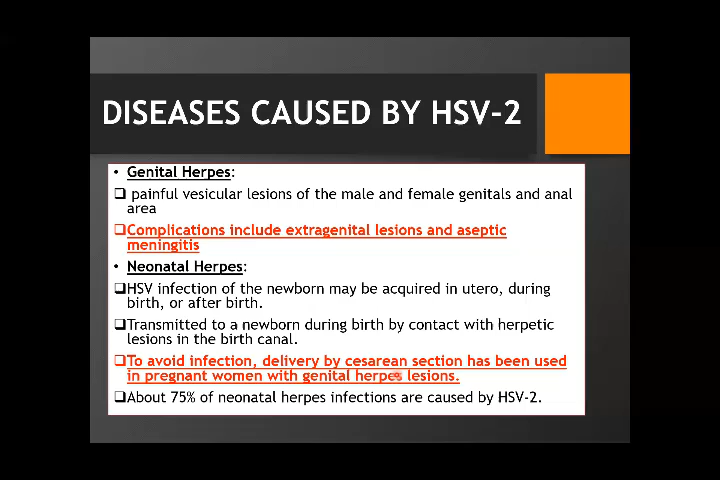 DISEASES CAUSED BY HSV-2
• Genital Herpes:
❑ painful vesicular lesions of the male and female genitals and anal
area
❑Complications include extragenital lesions and aseptic
meningitis
• Neonatal Herpes:
❑HSV infection of the newborn may be acquired in utero, during
birth, or after birth.
❑Transmitted to a newborn during birth by contact with herpetic
lesions in the birth canal.
❑To avoid infection, delivery by cesarean section has been used
in pregnant women with genital herpes lesions.
❑About 75% of neonatal herpes infections are caused by HSV-2.